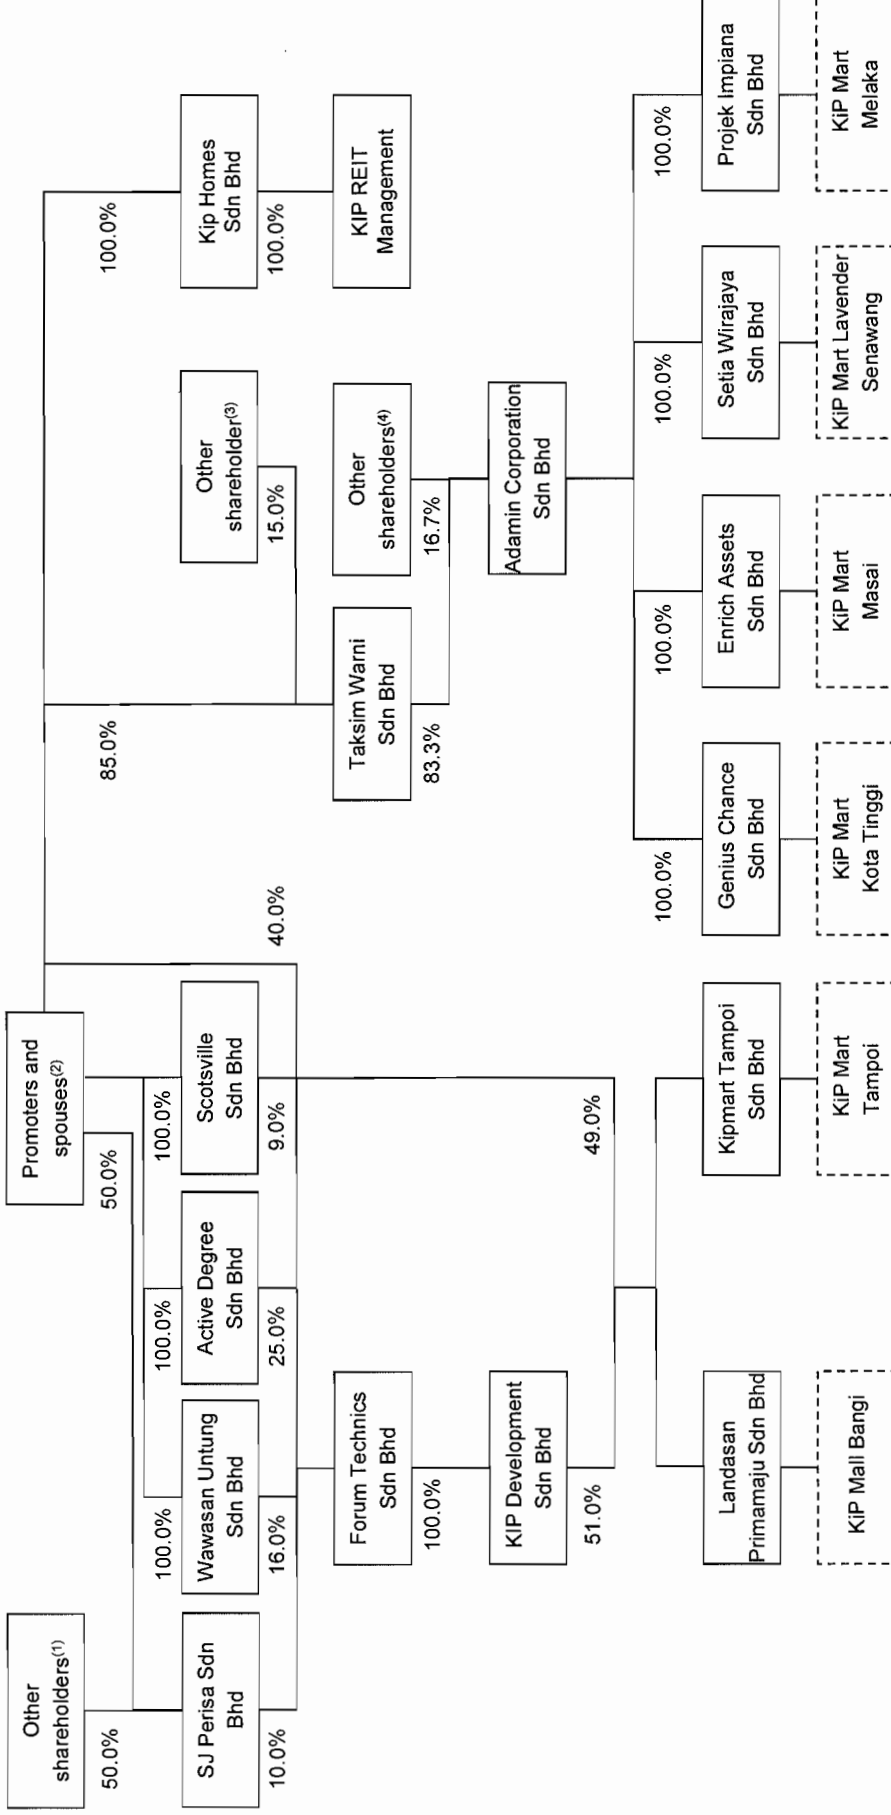 Other
shareholders(1)
Promoters and
spouses(2)
50.0%
50.0%
85.0%
100.0%
100.0%
100.0%
100.0%
SJ Perisa Sdn
Bhd
Wawasan Untung
Sdn Bhd
Active Degree
Sdn Bhd
Scotsville
Sdn Bhd
Other
shareholder(3)
Kip Homes
Sdn Bhd
10.0%
16.0%
25.0%
9.0%
40.0%
15.0%
100.0%
Forum Technics
Sdn Bhd
Taksim Warni
Sdn Bhd
Other
shareholders(4)
KIP REIT
Management
100.0%
83.3%
16.7%
KIP Development
Sdn Bhd
Adamin Corporation
Sdn Bhd
51.0%
49.0%
100.0%
100.0%
100.0%
100.0%
Landasan
Primamaju Sdn Bhd
Kipmart Tampoi
Sdn Bhd
Genius Chance
Sdn Bhd
Enrich Assets
Sdn Bhd
Setia Wirajaya
Sdn Bhd
Projek Impiana
Sdn Bhd
KiP Mall Bangi
KiP Mart
Tampoi
KiP Mart
Kota Tinggi
KiP Mart
Masai
KiP Mart Lavender
Senawang
KiP Mart
Melaka